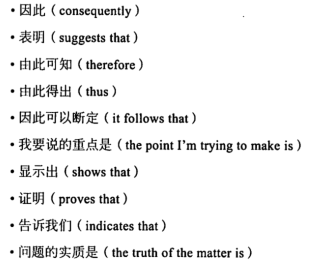 • 因此（consequently）
• 表明（suggests that）
• 由此可知（therefore）
• 由此得出（thus）
• 因此可以断定（it follows that）
• 我要说的重点是（the point I'm trying to make is）
• 显示出（shows that）
• 证明（proves that）
• 告诉我们（indicates that）
• 问题的实质是（the truth of the matter is）